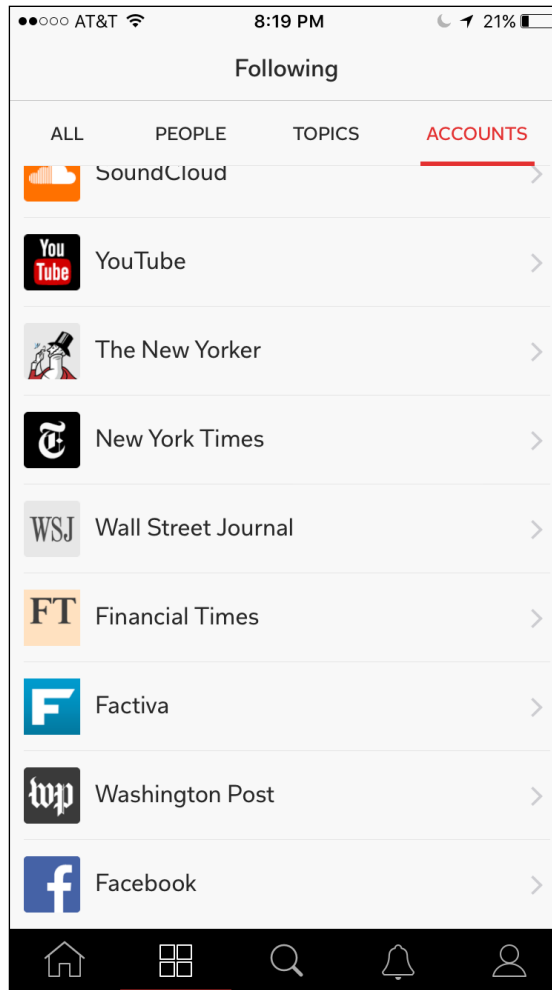 AT&T 8:19 PM 21%
Following
ALL PEOPLE TOPICS ACCOUNTS
SoundCloud
You
Tube
YouTube
The New Yorker
T
New York Times
WSJ
Wall Street Journal
FT
Financial Times
F
Factiva
wp
Washington Post
f
Facebook